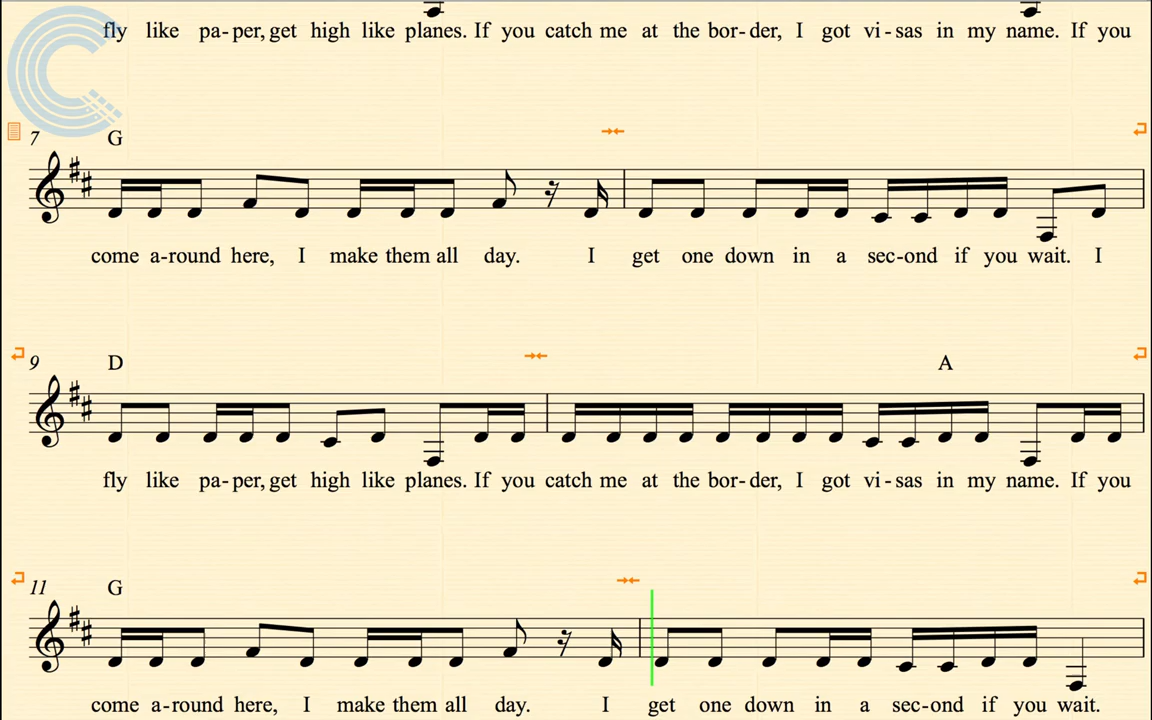 fly like pa-per, get high like planes. If you catch me at the bor-der, I got vi-sas in my name. If you
7 G
come a-round here, I make them all day. I get one down in a sec-ond if you wait. I
9 D A
fly like pa-per, get high like planes. If you catch me at the bor-der, I got vi-sas in my name. If you
11 G
come a-round here, I make them all day. I get one down in a sec-ond if you wait.